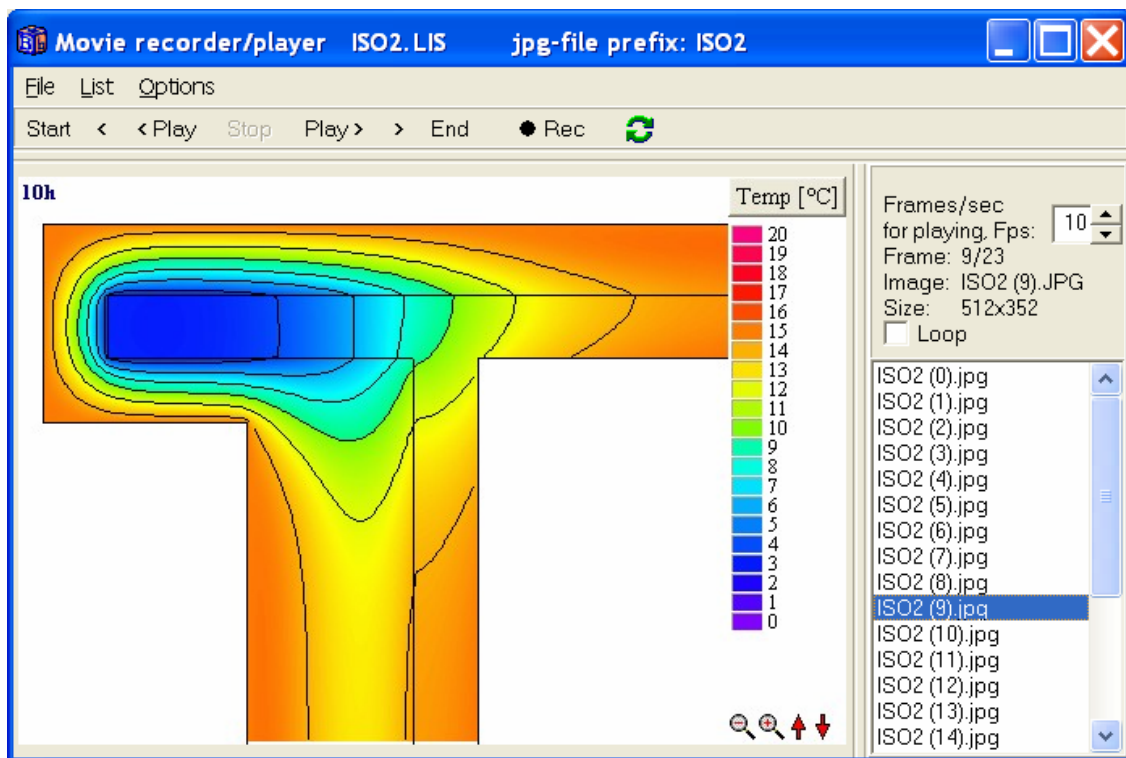 Movie recorder/player ISO2.LIS jpg-file prefix: ISO2
File List Options
Start < < Play Stop Play > > End ● Rec
10h
Temp [°C]
20
19
18
17
16
15
14
13
12
11
10
9
8
7
6
5
4
3
2
1
0
Frames/sec
for playing, Fps: 10
Frame: 9/23
Image: ISO2 (9).JPG
Size: 512x352
Loop
ISO2 (0).jpg
ISO2 (1).jpg
ISO2 (2).jpg
ISO2 (3).jpg
ISO2 (4).jpg
ISO2 (5).jpg
ISO2 (6).jpg
ISO2 (7).jpg
ISO2 (8).jpg
ISO2 (9).jpg
ISO2 (10).jpg
ISO2 (11).jpg
ISO2 (12).jpg
ISO2 (13).jpg
ISO2 (14).jpg